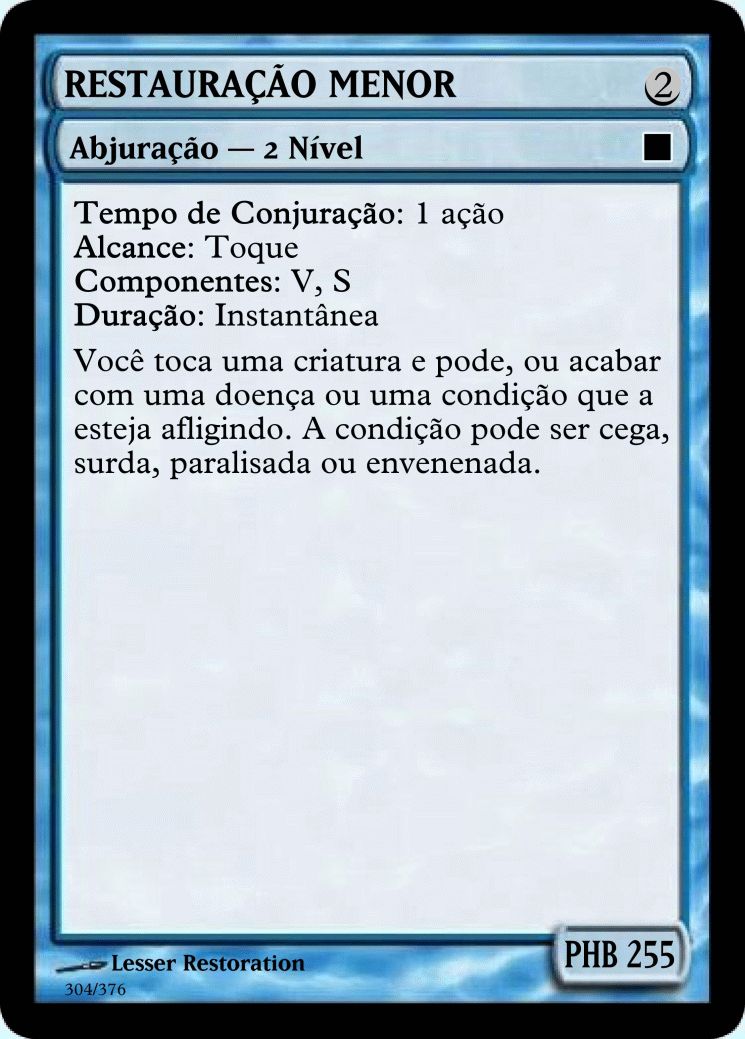 RESTAURAÇÃO MENOR
2
Abjuração — 2 Nível
Tempo de Conjuração: 1 ação
Alcance: Toque
Componentes: V, S
Duração: Instantânea
Você toca uma criatura e pode, ou acabar
com uma doença ou uma condição que a
esteja afligindo. A condição pode ser cega,
surda, paralisada ou envenenada.
Lesser Restoration
PHB 255
304/376